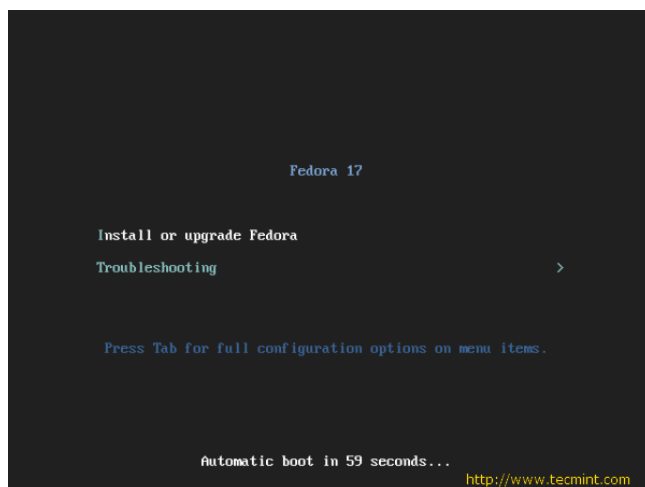 Fedora 17
Install or upgrade Fedora
Troubleshooting >
Press Tab for full configuration options on menu items.
Automatic boot in 59 seconds...
http://www.tecmint.com